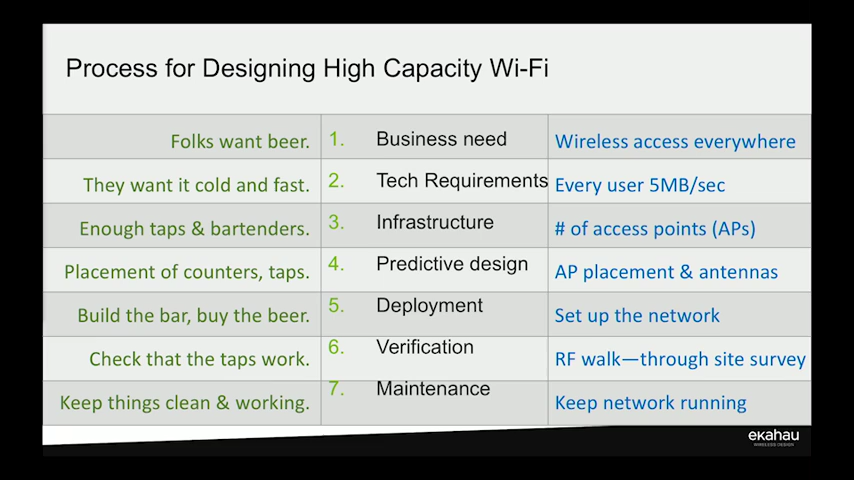 Process for Designing High Capacity Wi-Fi
Folks want beer. 1. Business need Wireless access everywhere
They want it cold and fast. 2. Tech Requirements Every user 5MB/sec
Enough taps & bartenders. 3. Infrastructure # of access points (APs)
Placement of counters, taps. 4. Predictive design AP placement & antennas
Build the bar, buy the beer. 5. Deployment Set up the network
Check that the taps work. 6. Verification RF walk—through site survey
Keep things clean & working. 7. Maintenance Keep network running
ekahau
WIRELESS DESIGN